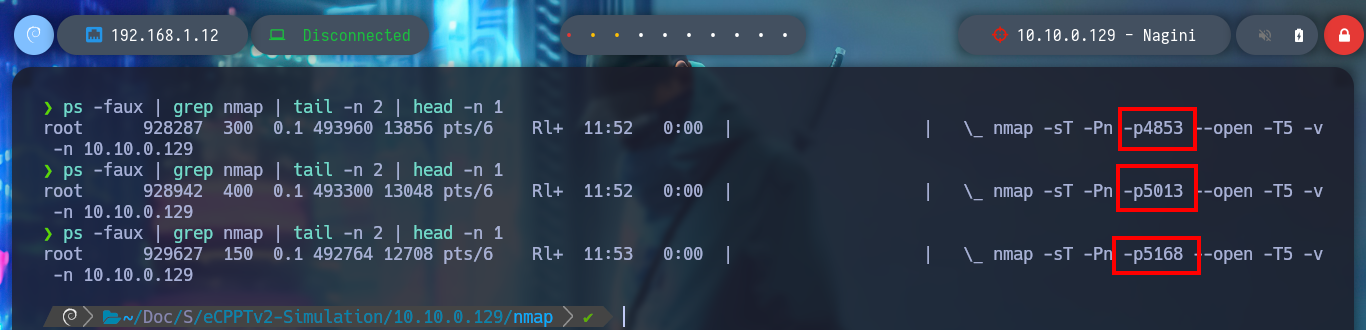 192.168.1.12 Disconnected 10.10.0.129 - Nagini
❯ ps -faux | grep nmap | tail -n 2 | head -n 1
root 928287 300 0.1 493960 13856 pts/6 Rl+ 11:52 0:00 | | \_ nmap -sT -Pn -p4853 --open -T5 -v
-n 10.10.0.129
❯ ps -faux | grep nmap | tail -n 2 | head -n 1
root 928942 400 0.1 493300 13048 pts/6 Rl+ 11:52 0:00 | | \_ nmap -sT -Pn -p5013 --open -T5 -v
-n 10.10.0.129
❯ ps -faux | grep nmap | tail -n 2 | head -n 1
root 929627 150 0.1 492764 12708 pts/6 Rl+ 11:53 0:00 | | \_ nmap -sT -Pn -p5168 --open -T5 -v
-n 10.10.0.129
~/Doc/S/eCPPTv2-Simulation/10.10.0.129/nmap ✔